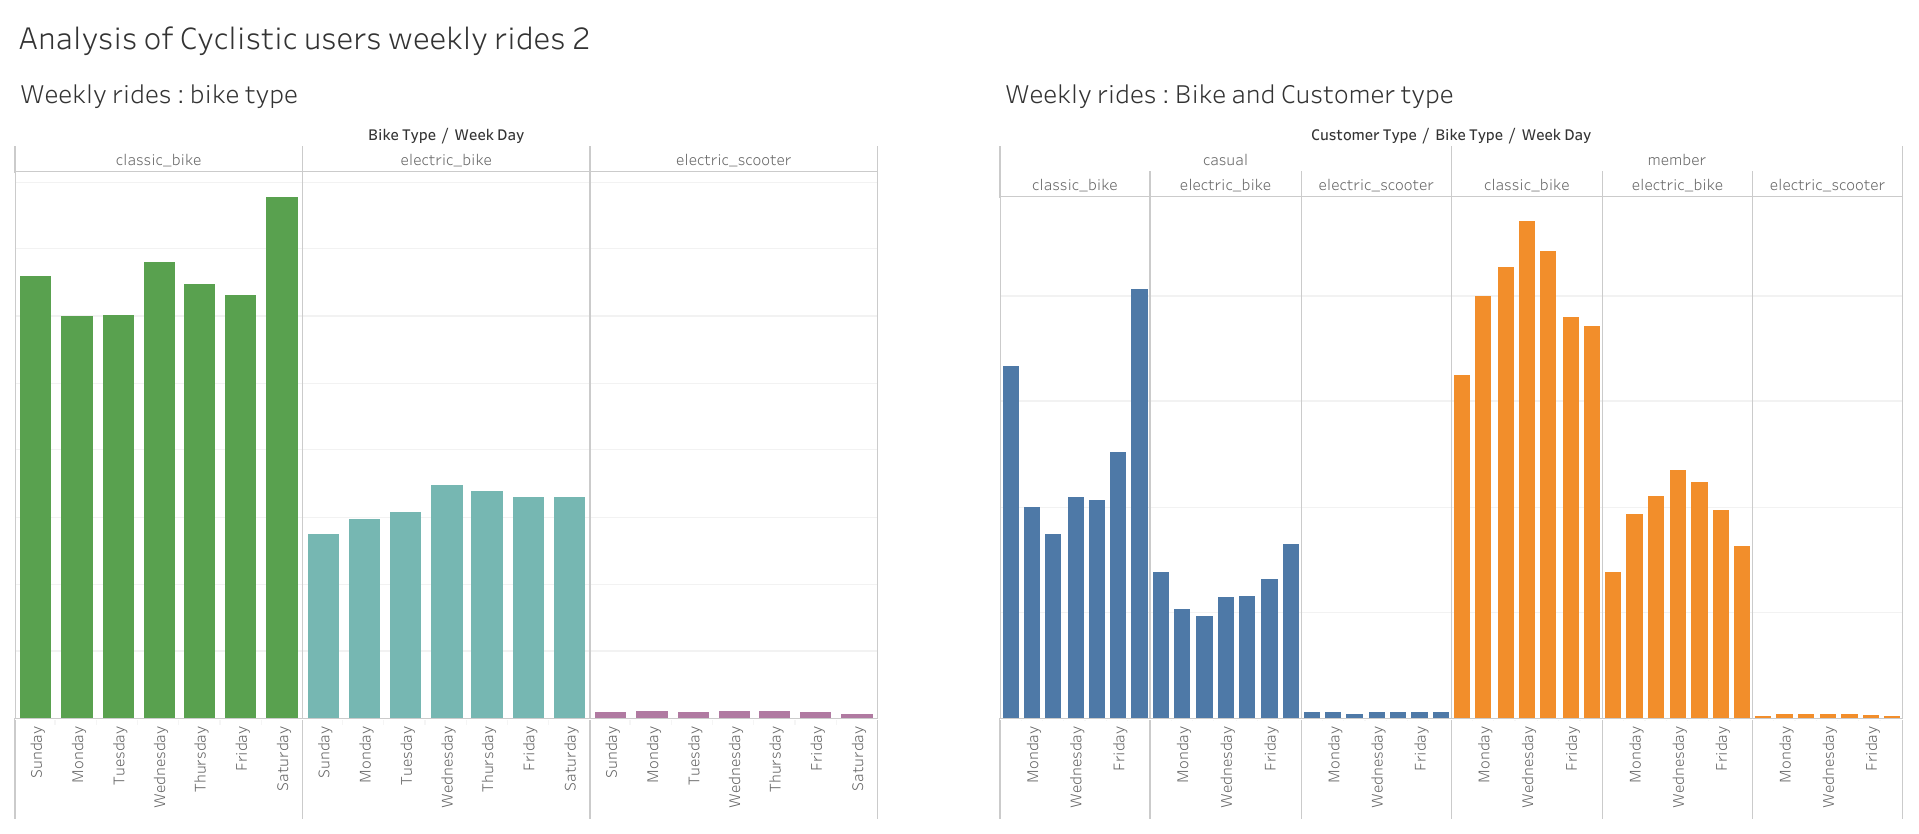 Analysis of Cyclistic users weekly rides 2
Weekly rides : bike type
Bike Type / Week Day
classic_bike electric_bike electric_scooter
Sunday Monday Tuesday Wednesday Thursday Friday Saturday Sunday Monday Tuesday Wednesday Thursday Friday Saturday Sunday Monday Tuesday Wednesday Thursday Friday Saturday
Weekly rides : Bike and Customer type
Customer Type / Bike Type / Week Day
casual member
classic_bike electric_bike electric_scooter classic_bike electric_bike electric_scooter
Monday Wednesday Friday Monday Wednesday Friday Monday Wednesday Friday Monday Wednesday Friday Monday Wednesday Friday Monday Wednesday Friday